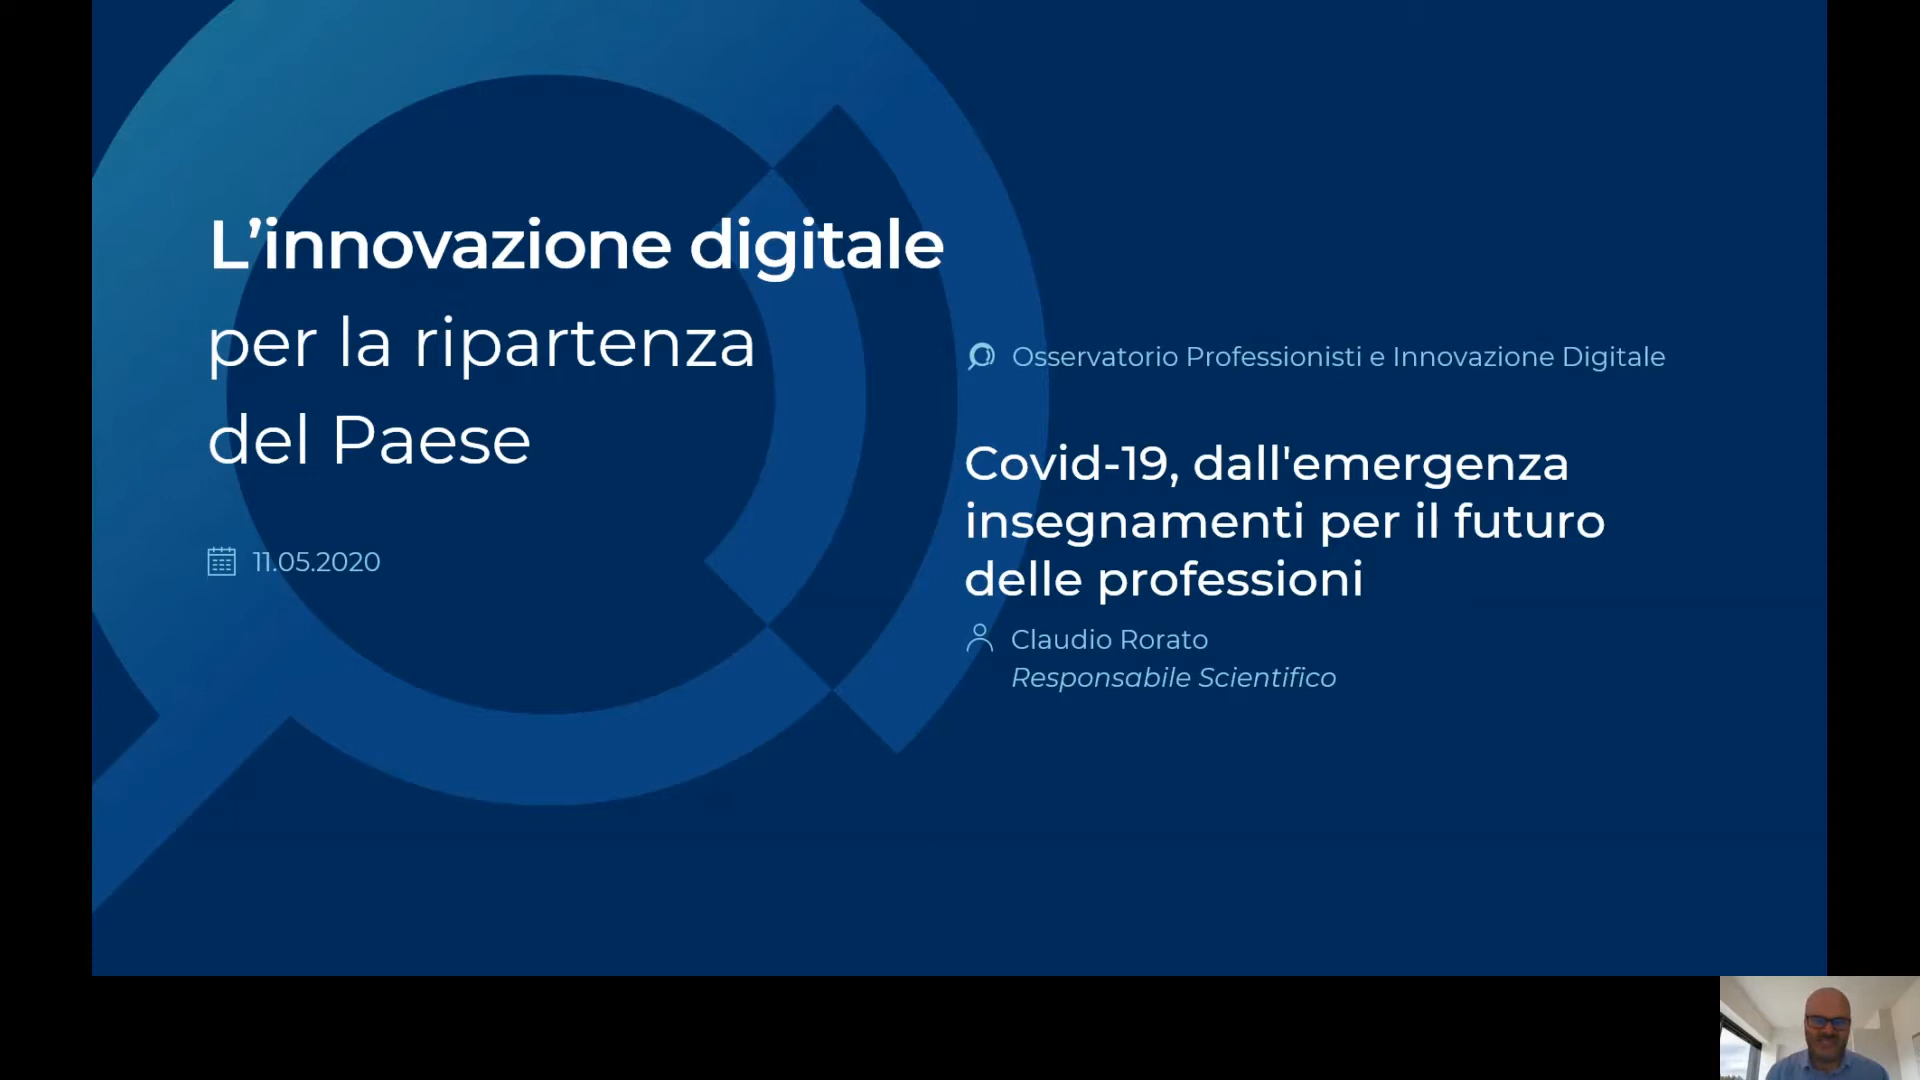 L’innovazione digitale
per la ripartenza
del Paese
11.05.2020
Osservatorio Professionisti e Innovazione Digitale
Covid-19, dall'emergenza
insegnamenti per il futuro
delle professioni
Claudio Rorato
Responsabile Scientifico